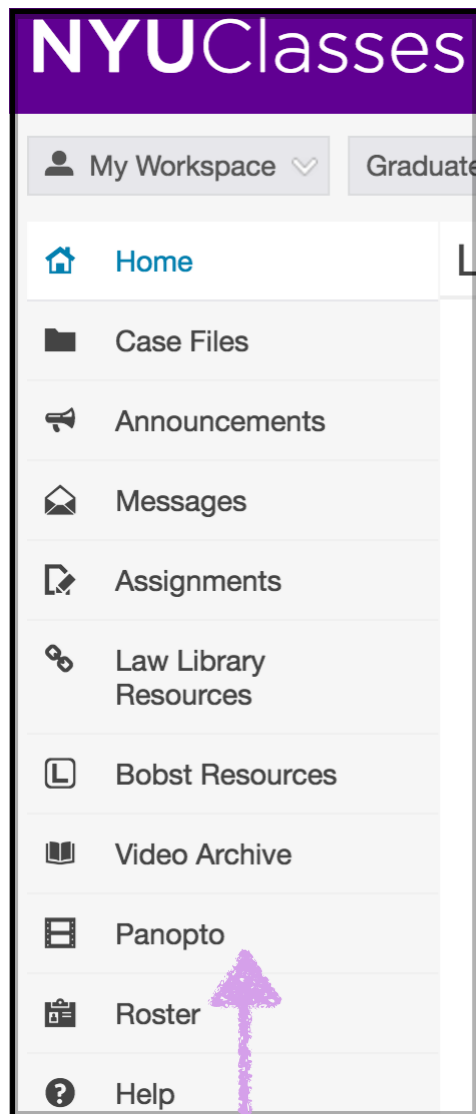 NYUClasses
My Workspace
Graduate
Home
L
Case Files
Announcements
Messages
Assignments
Law Library
Resources
L
Bobst Resources
Video Archive
Panopto
Roster
Help